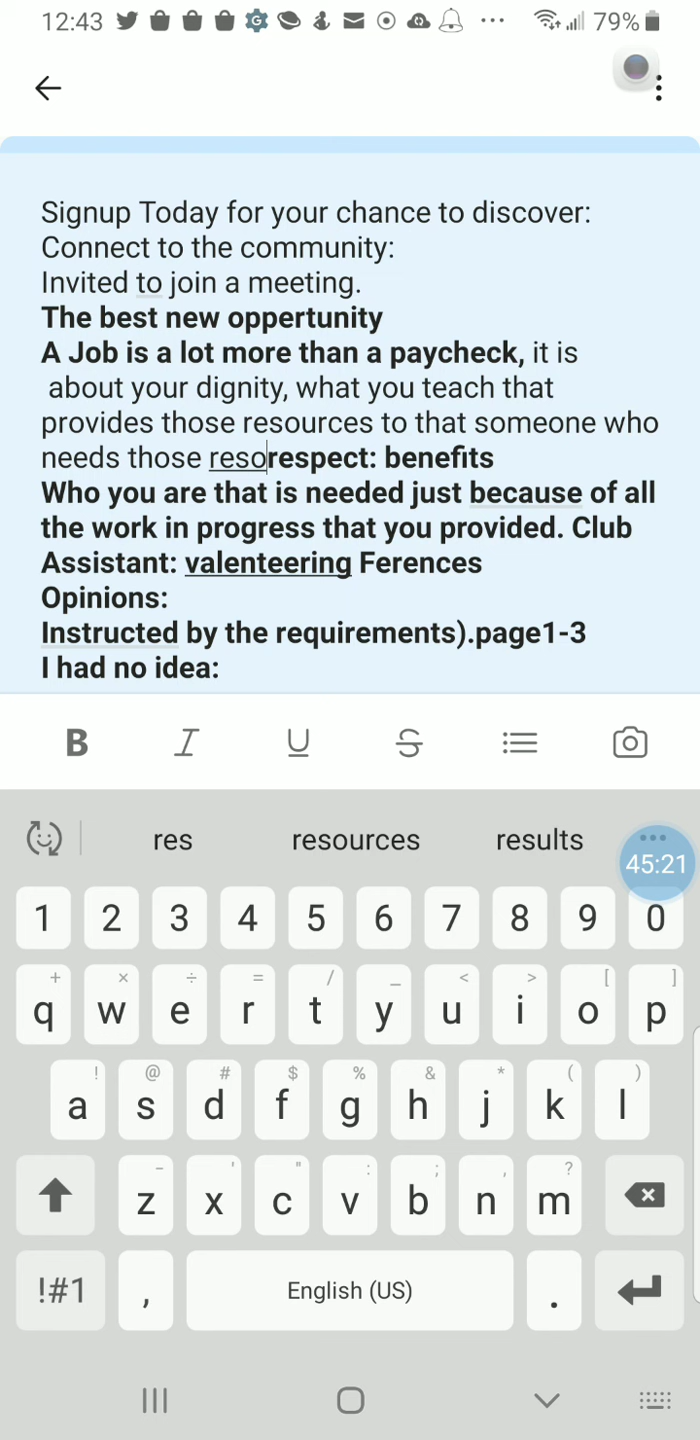 12:43 79%
Signup Today for your chance to discover:
Connect to the community:
Invited to join a meeting.
The best new oppertunity
A Job is a lot more than a paycheck, it is
about your dignity, what you teach that
provides those resources to that someone who
needs those resorespect: benefits
Who you are that is needed just because of all
the work in progress that you provided. Club
Assistant: valenteering Ferences
Opinions:
Instructed by the requirements).page1-3
I had no idea:
B I U S
res resources results
45:21
1 2 3 4 5 6 7 8 9 0
+ × ÷ = / _ < > [ ]
q w e r t y u i o p
! @ # $ % & * ( )
a s d f g h j k l
- ' " : ; , ?
z x c v b n m
!#1 , English (US) .